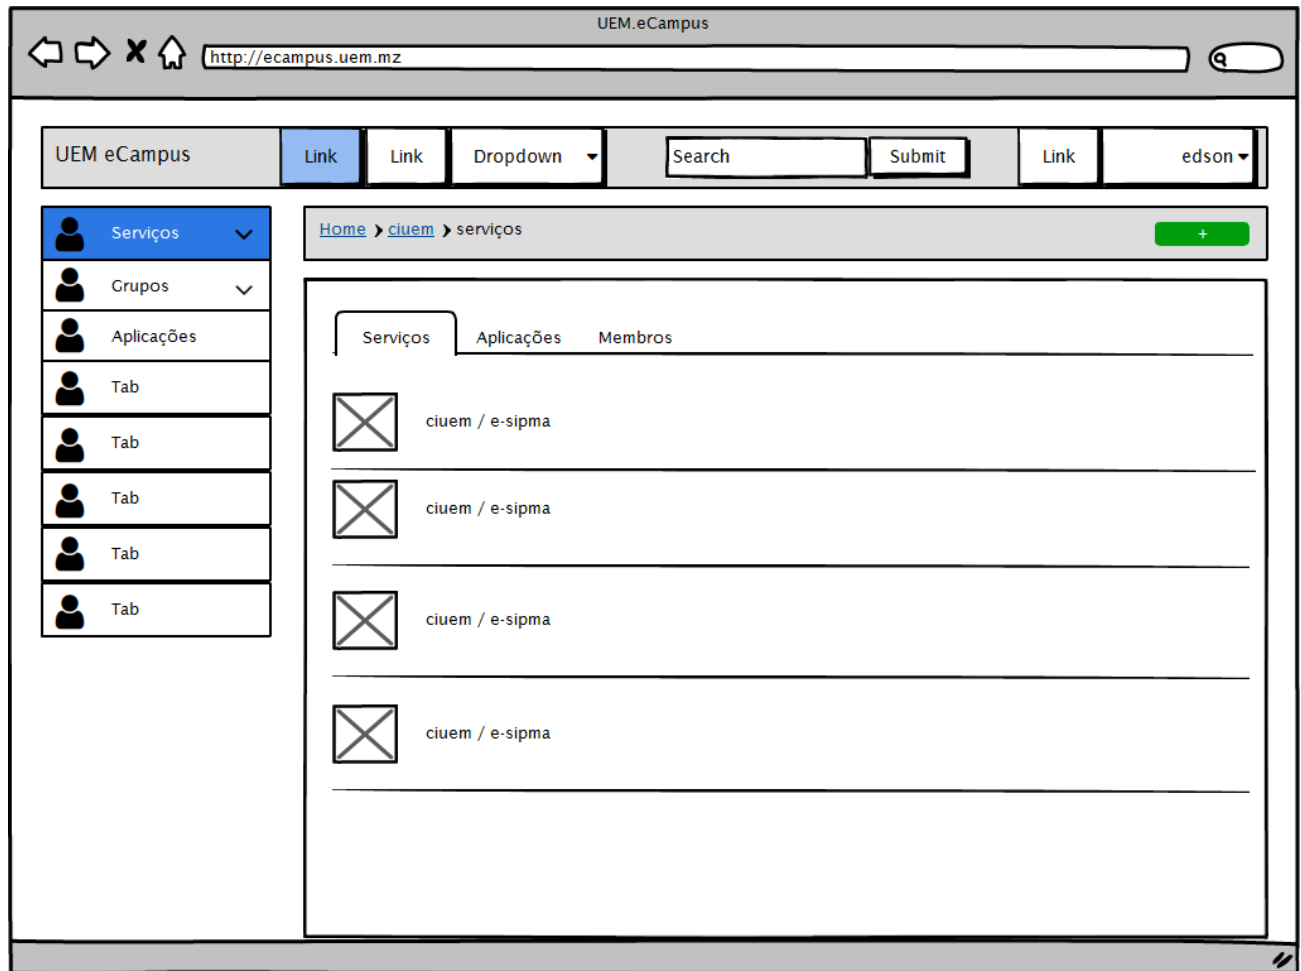 UEM.eCampus
http://ecampus.uem.mz
UEM eCampus
Link
Link
Dropdown
Search
Submit
Link
edson
Serviços
Grupos
Aplicações
Tab
Tab
Tab
Tab
Tab
Home ciuem serviços
+
Serviços Aplicações Membros
ciuem / e-sipma
ciuem / e-sipma
ciuem / e-sipma
ciuem / e-sipma